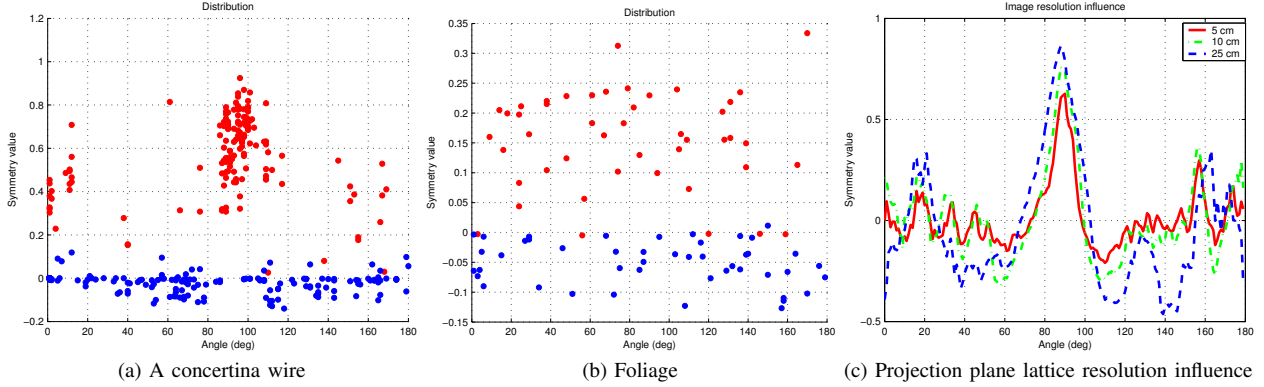 Distribution
1.2
1
0.8
0.6
0.4
0.2
0
−0.2
Symmetry value
0 20 40 60 80 100 120 140 160 180
Angle (deg)
(a) A concertina wire
Distribution
0.35
0.3
0.25
0.2
0.15
0.1
0.05
0
−0.05
−0.1
−0.15
Symmetry value
0 20 40 60 80 100 120 140 160 180
Angle (deg)
(b) Foliage
Image resolution influence
1
0.5
0
−0.5
Symmetry value
5 cm
10 cm
25 cm
0 20 40 60 80 100 120 140 160 180
Angle (deg)
(c) Projection plane lattice resolution influence